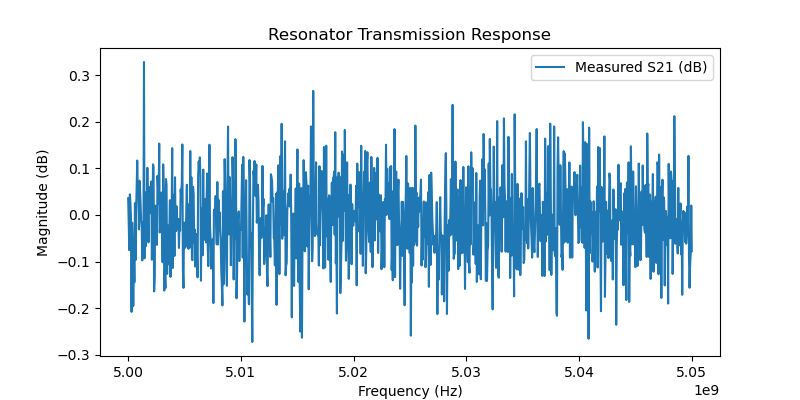 Resonator Transmission Response
Measured S21 (dB)
Magnitude (dB)
0.3
0.2
0.1
0.0
−0.1
−0.2
−0.3
5.00
5.01
5.02
5.03
5.04
5.05
1e9
Frequency (Hz)